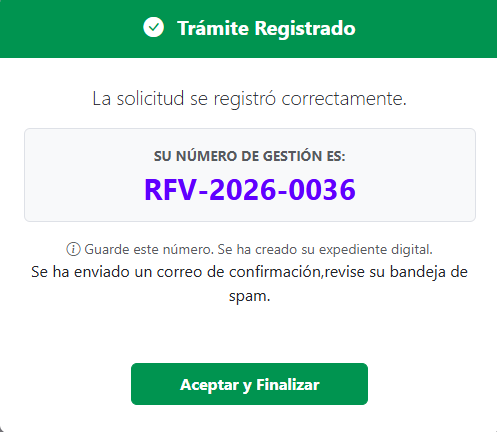 Trámite Registrado
La solicitud se registró correctamente.
SU NÚMERO DE GESTIÓN ES:
RFV-2026-0036
Guarde este número. Se ha creado su expediente digital.
Se ha enviado un correo de confirmación,revise su bandeja de
spam.
Aceptar y Finalizar